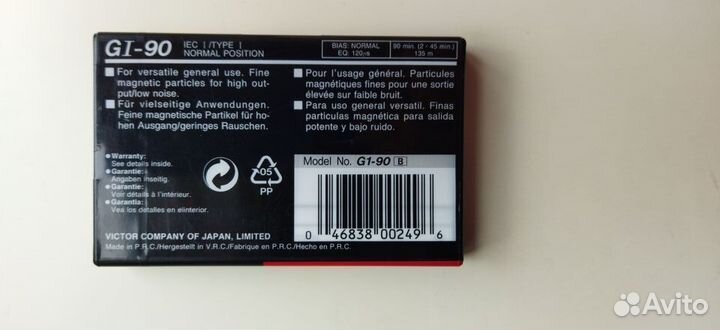 GI-90
IEC I/TYPE I
NORMAL POSITION
BIAS: NORMAL
EQ: 120μs
90 min. (2 · 45 min.)
135 m
For versatile general use. Fine
magnetic particles for high out-
put/low noise.
Für vielseitige Anwendungen.
Feine magnetische Partikel für ho-
hen Ausgang/geringes Rauschen.
Pour l'usage général. Particules
magnétiques fines pour une sortie
élevée sur faible bruit.
Para uso general versatil. Finas
particulas magnética para salida
potente y bajo ruido.
Warranty:
See details inside.
Garantie:
Angaben inseitig.
Garantie:
Voir détails à l'intérieur.
Garantie:
Vea los datalles en elinterior.
05
PP
Model No. G1-90 B
0 46838 00249 6
VICTOR COMPANY OF JAPAN, LIMITED
Made in P.R.C./Hergestellt in V.R.C./Fabrique en P.R.C./Hecho en P.R.C.
Avito